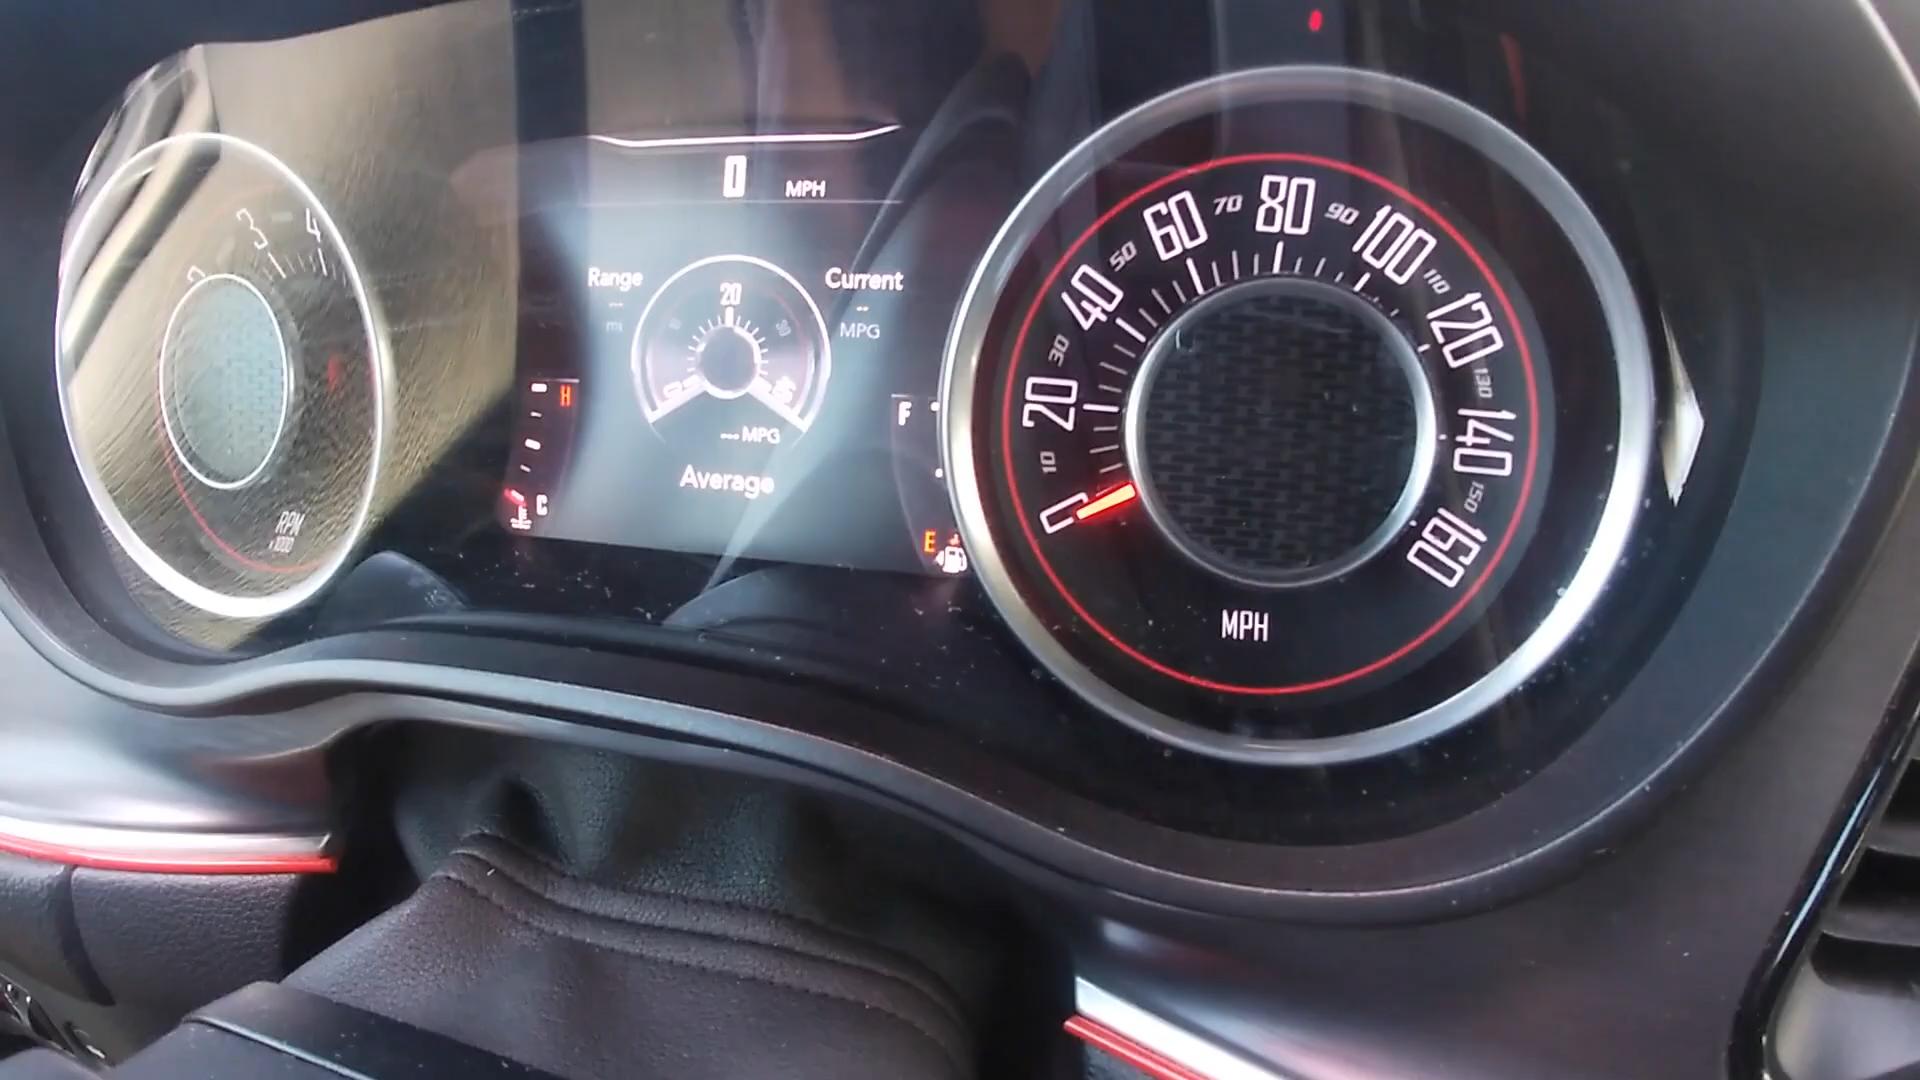 3 4
RPM
x1000
0 MPH
Range
--
mi
Current
--
MPG
20
--- MPG
Average
H
C
F
E
0 10 20 30 40 50 60 70 80 90 100 110 120 130 140 150 160
MPH